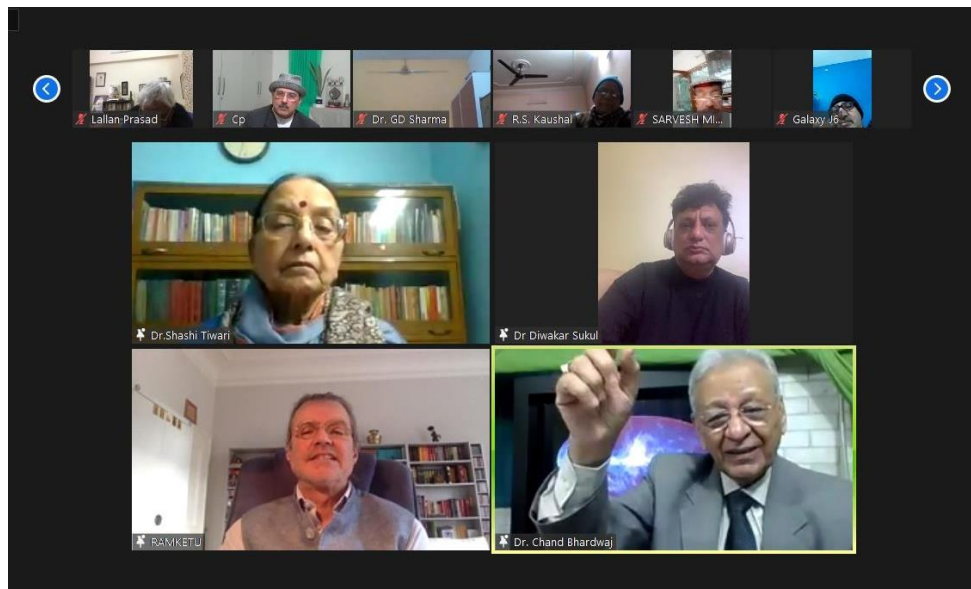 Lallan Prasad
Cp
Dr. GD Sharma
R.S. Kaushal
SARVESH MI...
Galaxy J6
Dr.Shashi Tiwari
Dr Diwakar Sukul
RAMKETU
Dr. Chand Bhardwaj